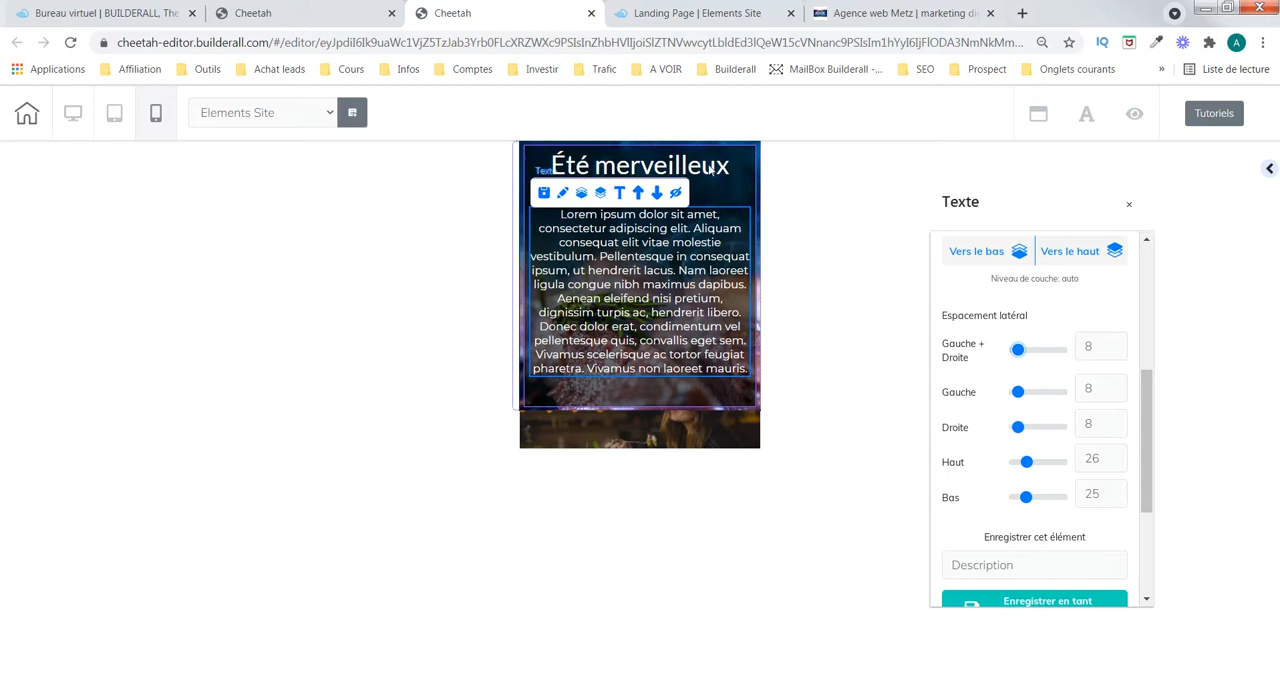 Bureau virtuel | BUILDERALL, The
Cheetah
Cheetah
Landing Page | Elements Site
Agence web Metz | marketing di
cheetah-editor.builderall.com/#/editor/eyJpdiI6Ik9uaWc1VjZ5TzJab3Yrb0FLcXRZWXc9PSIsInZhbHVlIjoiSlZTNVwvcytLbldEd3lQeW15cVNnanc9PSIsIm1hYyI6IjFlODA3NmNkMm...
Applications
Affiliation
Outils
Achat leads
Cours
Infos
Comptes
Investir
Trafic
A VOIR
Builderall
MailBox Builderall -...
SEO
Prospect
Onglets courants
»
Liste de lecture
Elements Site
Tutoriels
Été merveilleux
Texte
Lorem ipsum dolor sit amet,
consectetur adipiscing elit. Aliquam
consequat elit vitae molestie
vestibulum. Pellentesque in consequat
ipsum, ut hendrerit lacus. Nam laoreet
ligula congue nibh maximus dapibus.
Aenean eleifend nisi pretium,
dignissim turpis ac, hendrerit libero.
Donec dolor erat, condimentum vel
pellentesque quis, convallis eget sem.
Vivamus scelerisque ac tortor feugiat
pharetra. Vivamus non laoreet mauris.
Texte
Vers le bas
Vers le haut
Niveau de couche: auto
Espacement latéral
Gauche +
Droite
8
Gauche
8
Droite
8
Haut
26
Bas
25
Enregistrer cet élément
Description
Enregistrer en tant